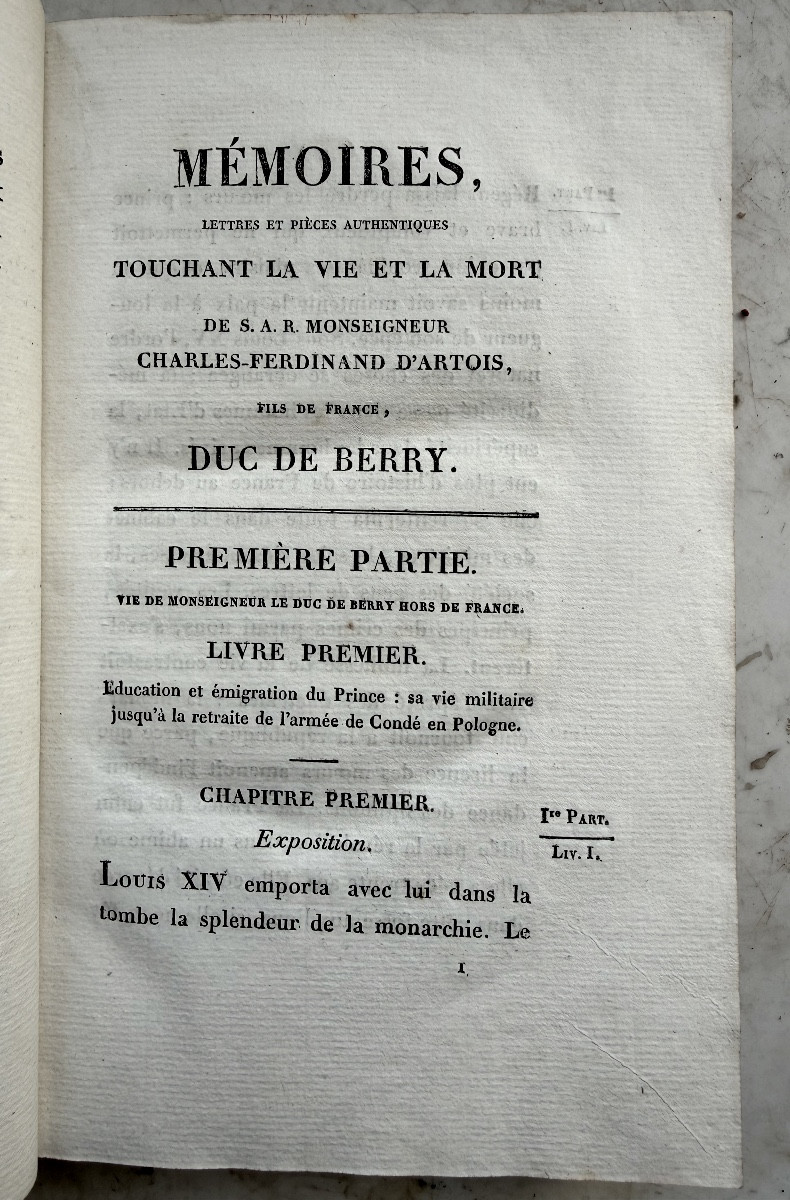 MÉMOIRES,
LETTRES ET PIÈCES AUTHENTIQUES
TOUCHANT LA VIE ET LA MORT
DE S. A. R. MONSEIGNEUR
CHARLES-FERDINAND D'ARTOIS,
FILS DE FRANCE,
DUC DE BERRY.
PREMIÈRE PARTIE.
VIE DE MONSEIGNEUR LE DUC DE BERRY HORS DE FRANCE.
LIVRE PREMIER.
Education et émigration du Prince : sa vie militaire
jusqu'à la retraite de l'armée de Condé en Pologne.
CHAPITRE PREMIER.
Exposition.
Ire PART.
LIV. I.
LOUIS XIV emporta avec lui dans la
tombe la splendeur de la monarchie. Le
1